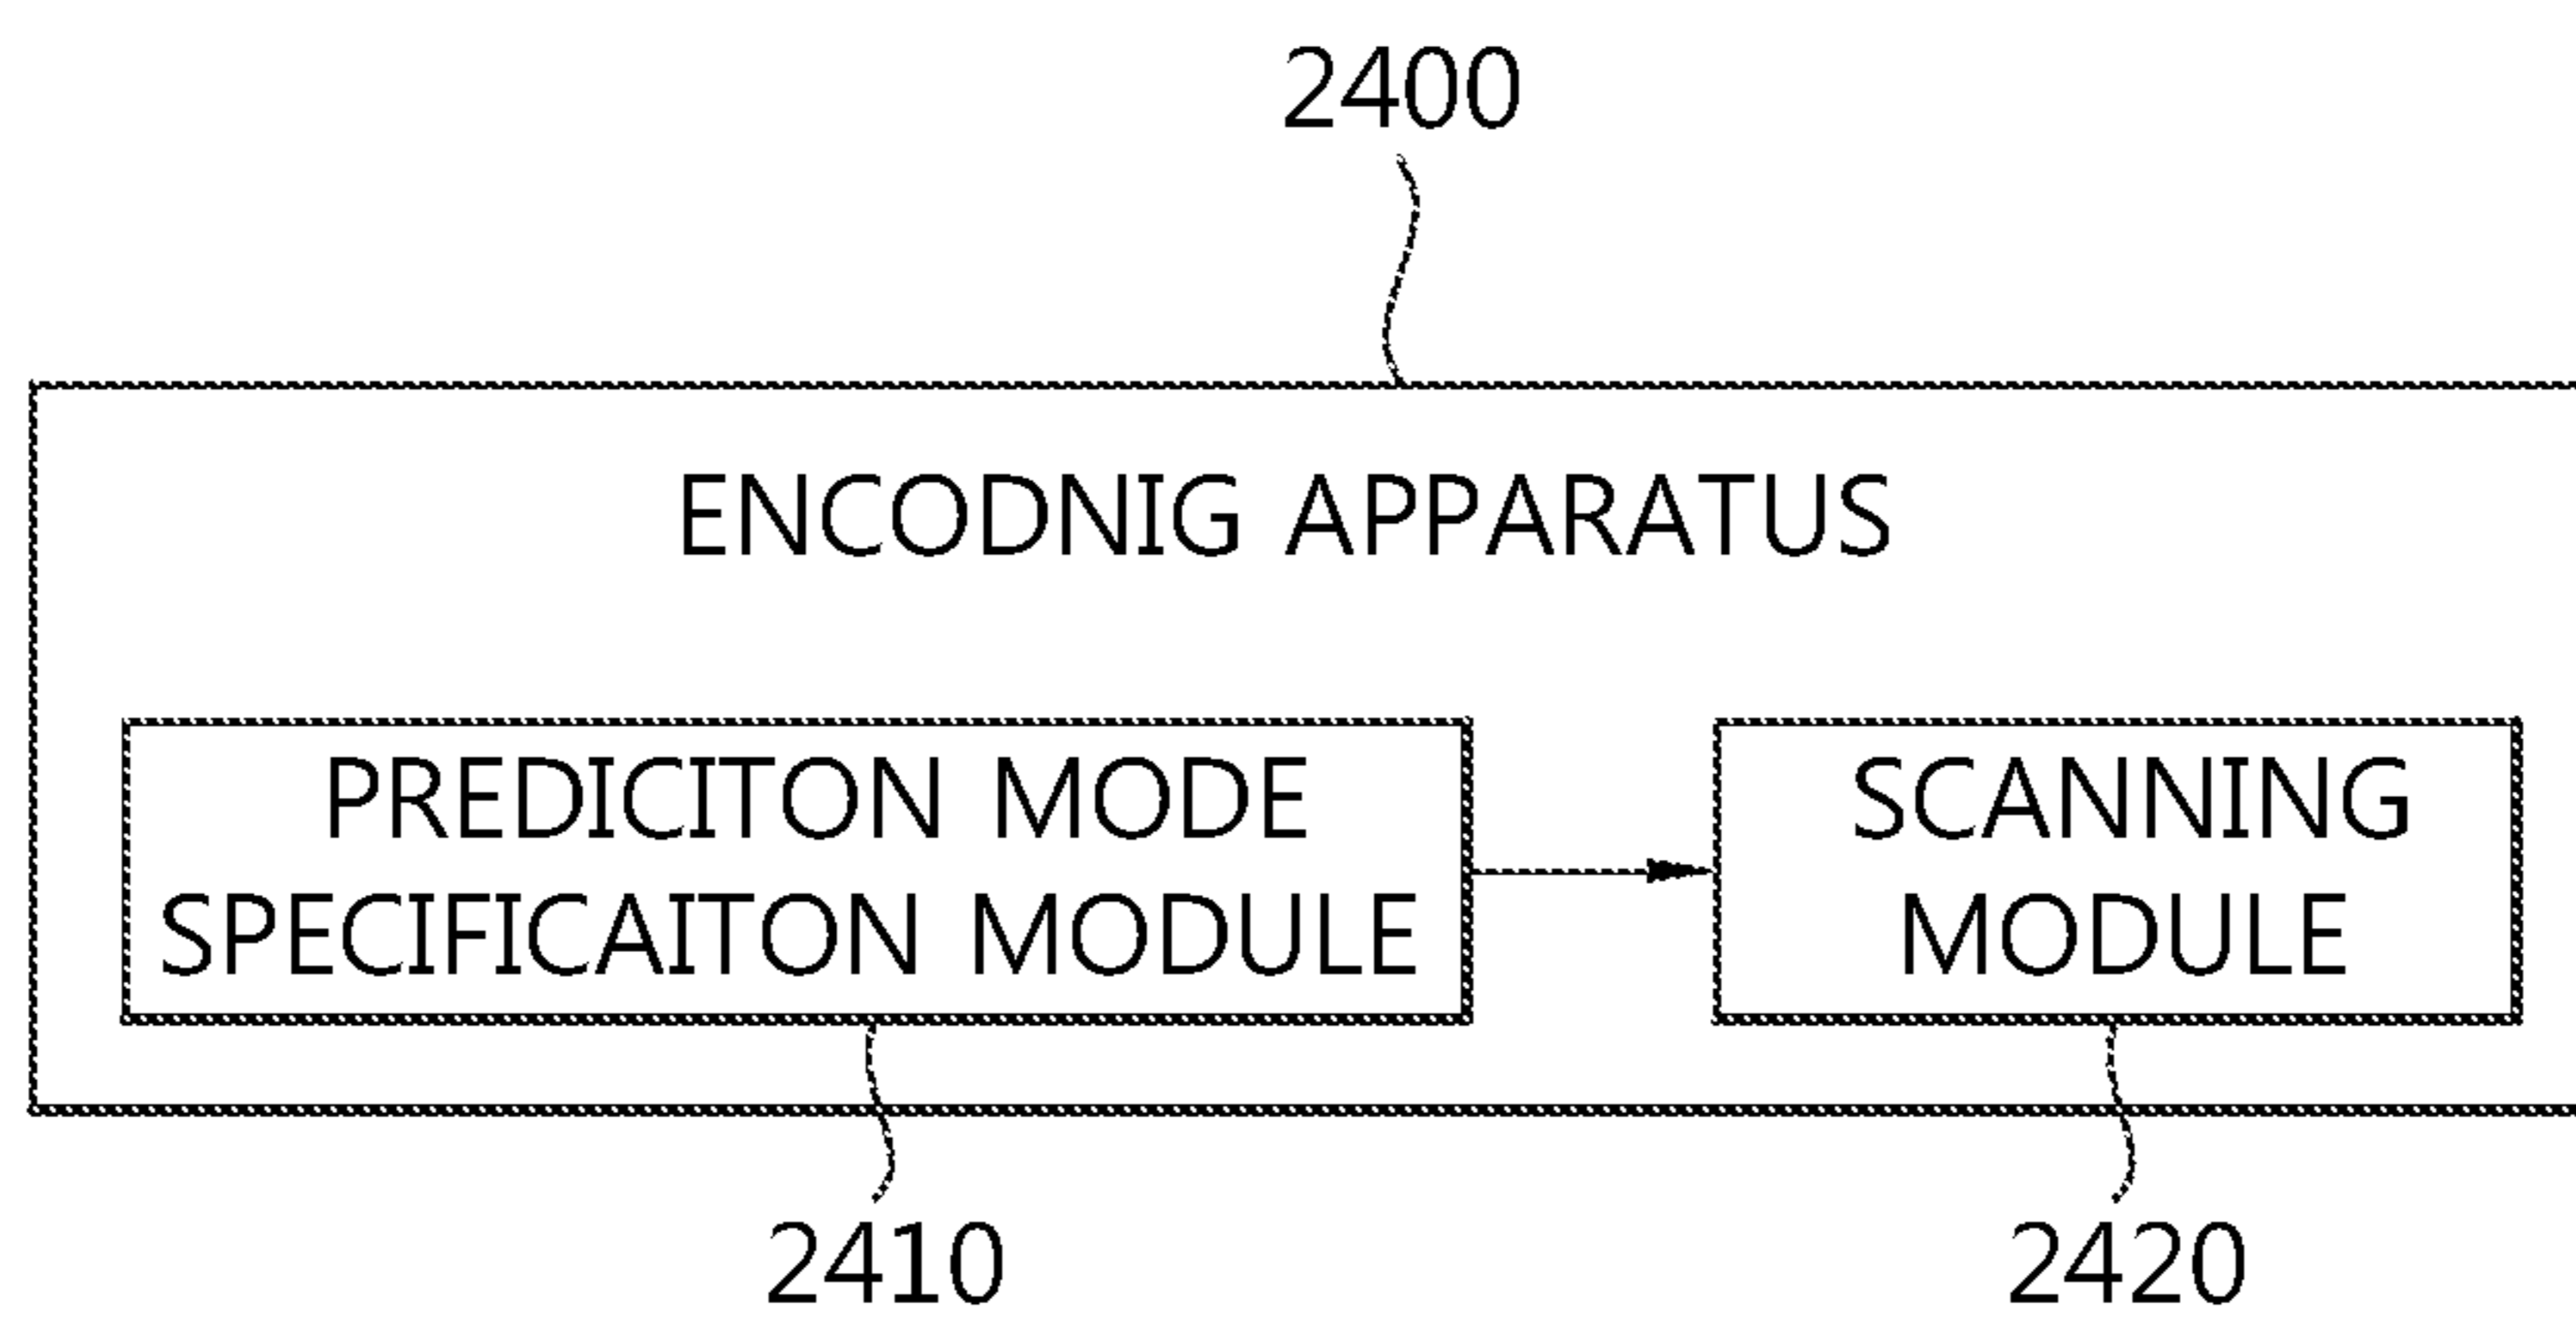 2400
ENCODNIG APPARATUS
PREDICITON MODE
SPECIFICAITON MODULE
SCANNING
MODULE
2410
2420